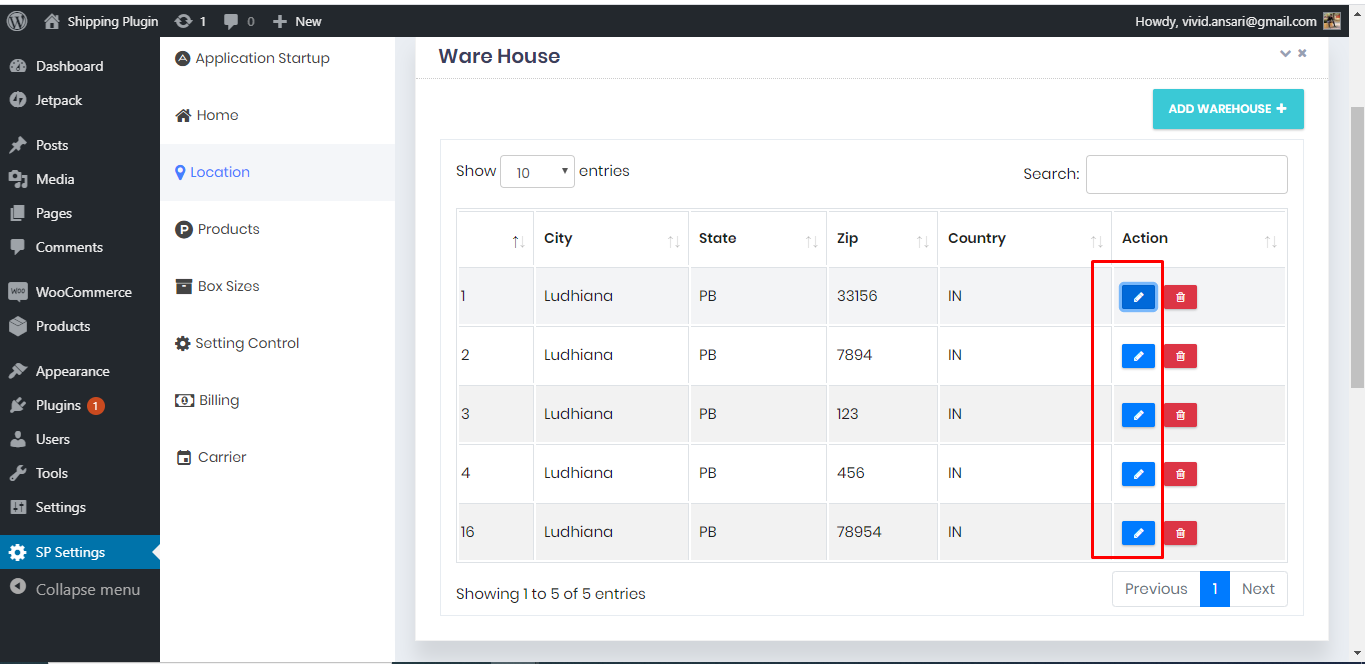 Shipping Plugin 1 0 New Howdy, vivid.ansari@gmail.com
Dashboard
Jetpack
Posts
Media
Pages
Comments
WooCommerce
Products
Appearance
Plugins 1
Users
Tools
Settings
SP Settings
Collapse menu
Application Startup
Home
Location
Products
Box Sizes
Setting Control
Billing
Carrier
Ware House
ADD WAREHOUSE
Show 10 entries Search:
City State Zip Country Action
1 Ludhiana PB 33156 IN
2 Ludhiana PB 7894 IN
3 Ludhiana PB 123 IN
4 Ludhiana PB 456 IN
16 Ludhiana PB 78954 IN
Showing 1 to 5 of 5 entries Previous 1 Next